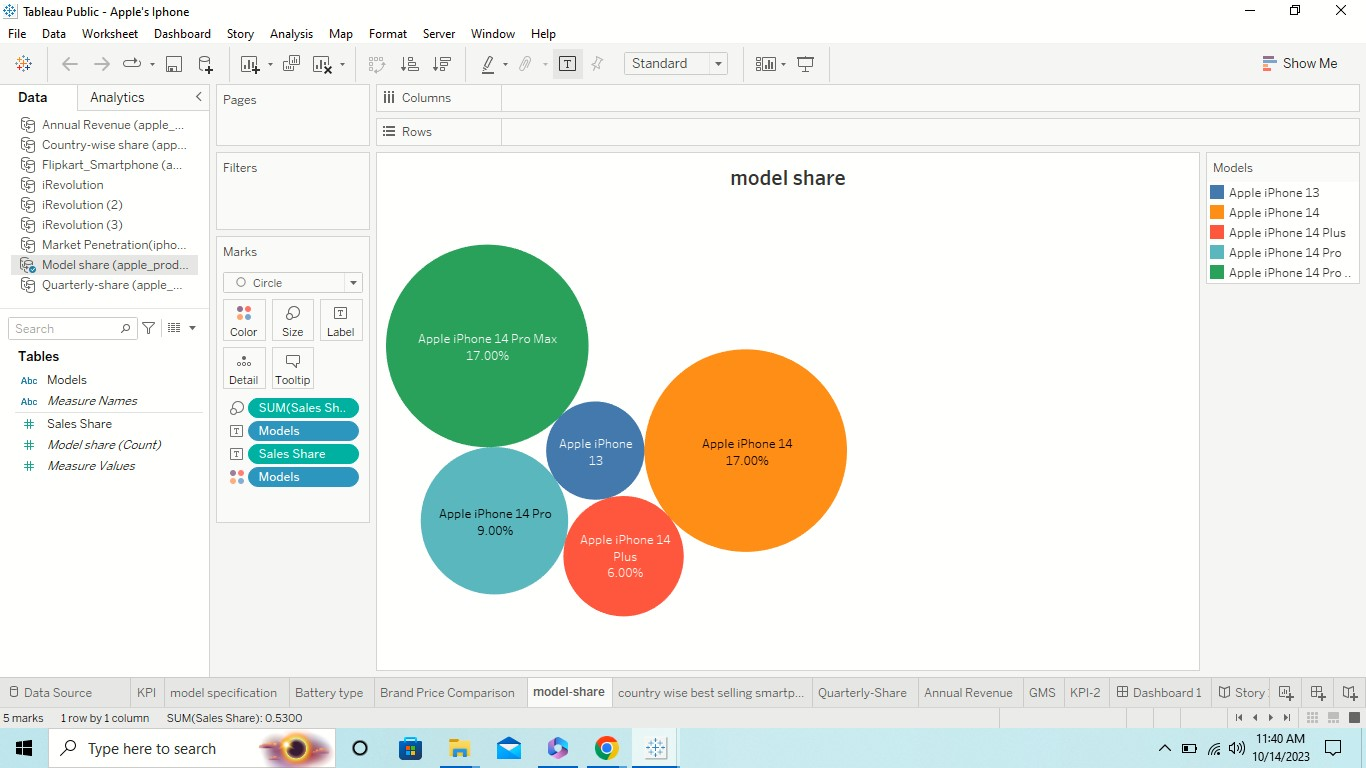 Tableau Public - Apple's Iphone
File Data Worksheet Dashboard Story Analysis Map Format Server Window Help
Standard
Show Me
Data Analytics
Annual Revenue (apple_...
Country-wise share (app...
Flipkart_Smartphone (a...
iRevolution
iRevolution (2)
iRevolution (3)
Market Penetration(ipho...
Model share (apple_prod...
Quarterly-share (apple_...
Search
Tables
Abc Models
Abc Measure Names
# Sales Share
# Model share (Count)
# Measure Values
Pages
Filters
Marks
Circle
Color Size Label
Detail Tooltip
SUM(Sales Sh..
Models
Sales Share
Models
Columns
Rows
model share
Apple iPhone 14 Pro Max
17.00%
Apple iPhone
13
Apple iPhone 14
17.00%
Apple iPhone 14 Pro
9.00%
Apple iPhone 14
Plus
6.00%
Models
Apple iPhone 13
Apple iPhone 14
Apple iPhone 14 Plus
Apple iPhone 14 Pro
Apple iPhone 14 Pro ..
Data Source KPI model specification Battery type Brand Price Comparison model-share country wise best selling smartp... Quarterly-Share Annual Revenue GMS KPI-2 Dashboard 1 Story
5 marks 1 row by 1 column SUM(Sales Share): 0.5300
Type here to search
11:40 AM
10/14/2023